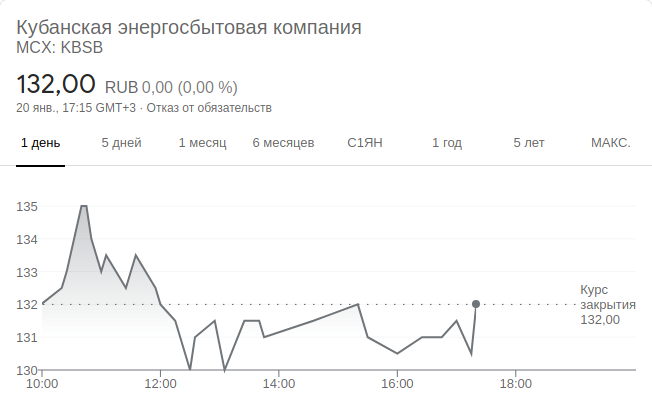 Кубанская энергосбытовая компания
MCX: KBSB
132,00 RUB 0,00 (0,00 %)
20 янв., 17:15 GMT+3 · Отказ от обязательств
1 день 5 дней 1 месяц 6 месяцев С1ЯН 1 год 5 лет МАКС.
135
134
133
132
131
130
Курс
закрытия
132,00
10:00 12:00 14:00 16:00 18:00